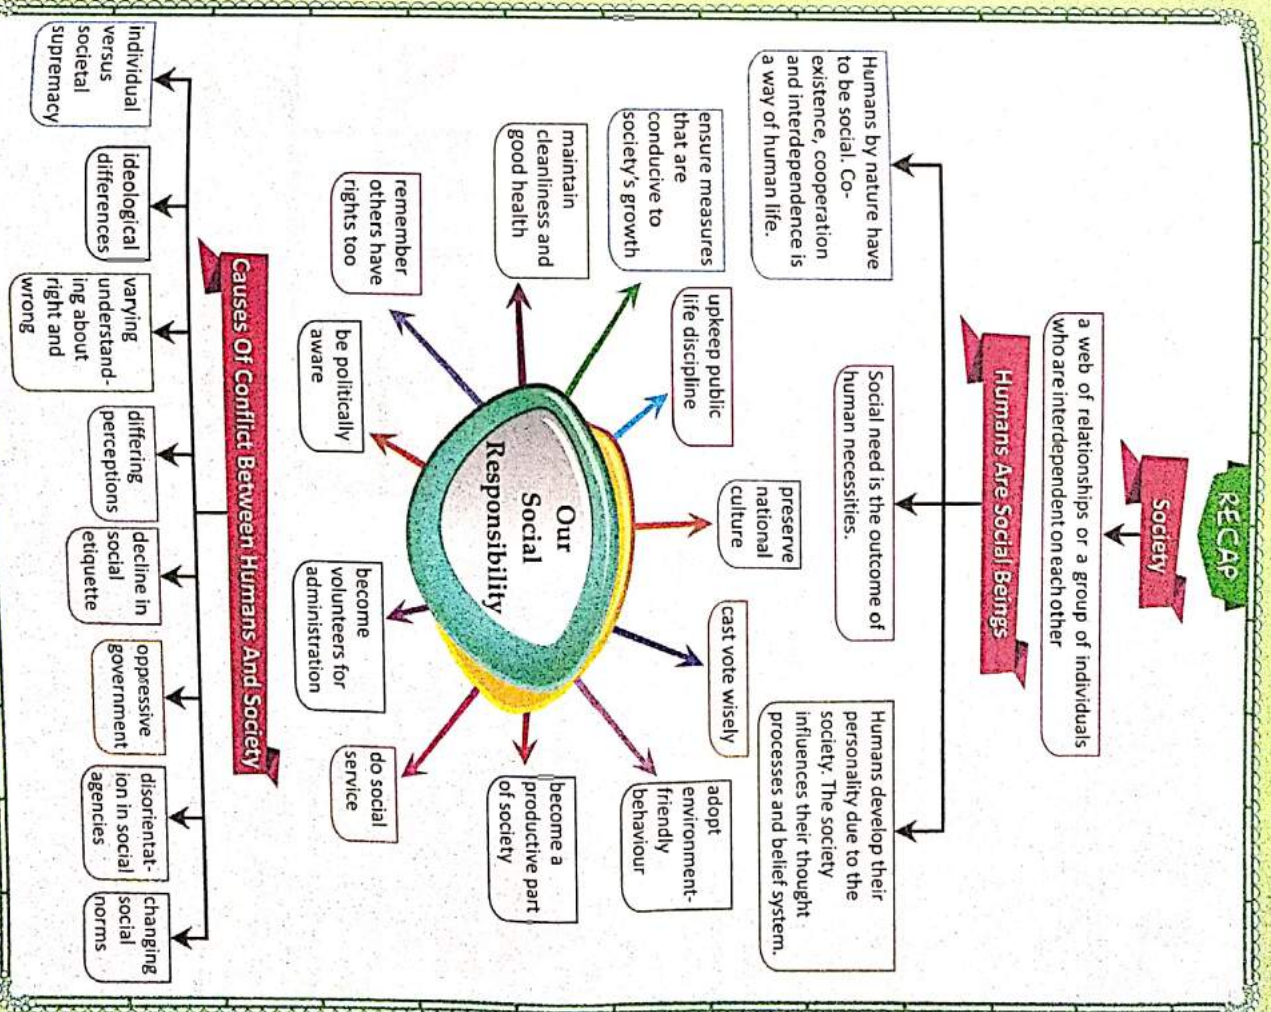 RECAP
Society
a web of relationships or a group of individuals
who are interdependent on each other
Humans Are Social Beings
Humans by nature have
to be social. Co-
existence, cooperation
and interdependence is
a way of human life.
Social need is the outcome of
human necessities.
Humans develop their
personality due to the
society. The society
influences their thought
processes and belief system.
ensure measures
that are
conducive to
society's growth
upkeep public
life discipline
preserve
national
culture
cast vote wisely
adopt
environment-
friendly
behaviour
maintain
cleanliness and
good health
Our
Social
Responsibility
become a
productive part
of society
remember
others have
rights too
be politically
aware
become
volunteers for
administration
do social
service
Causes Of Conflict Between Humans And Society
individual
versus
societal
supremacy
ideological
differences
varying
understand-
ing about
right and
wrong
differing
perceptions
decline in
social
etiquette
oppressive
government
disorientat-
ion in social
agencies
changing
social
norms